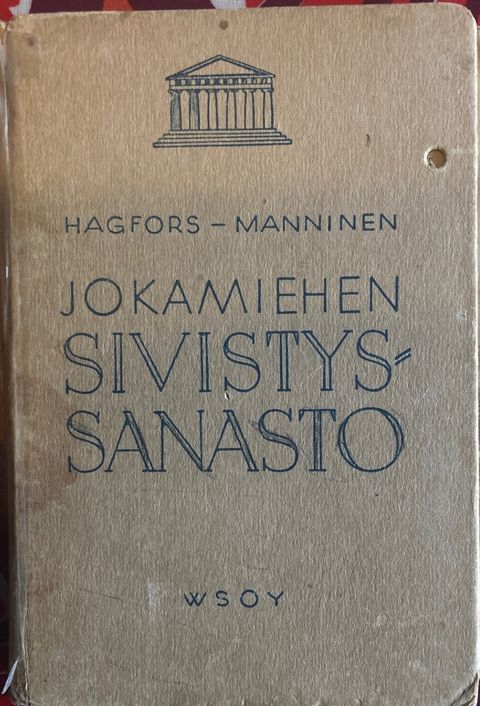 HAGFORS – MANNINEN
JOKAMIEHEN
SIVISTYS-
SANASTO
WSOY